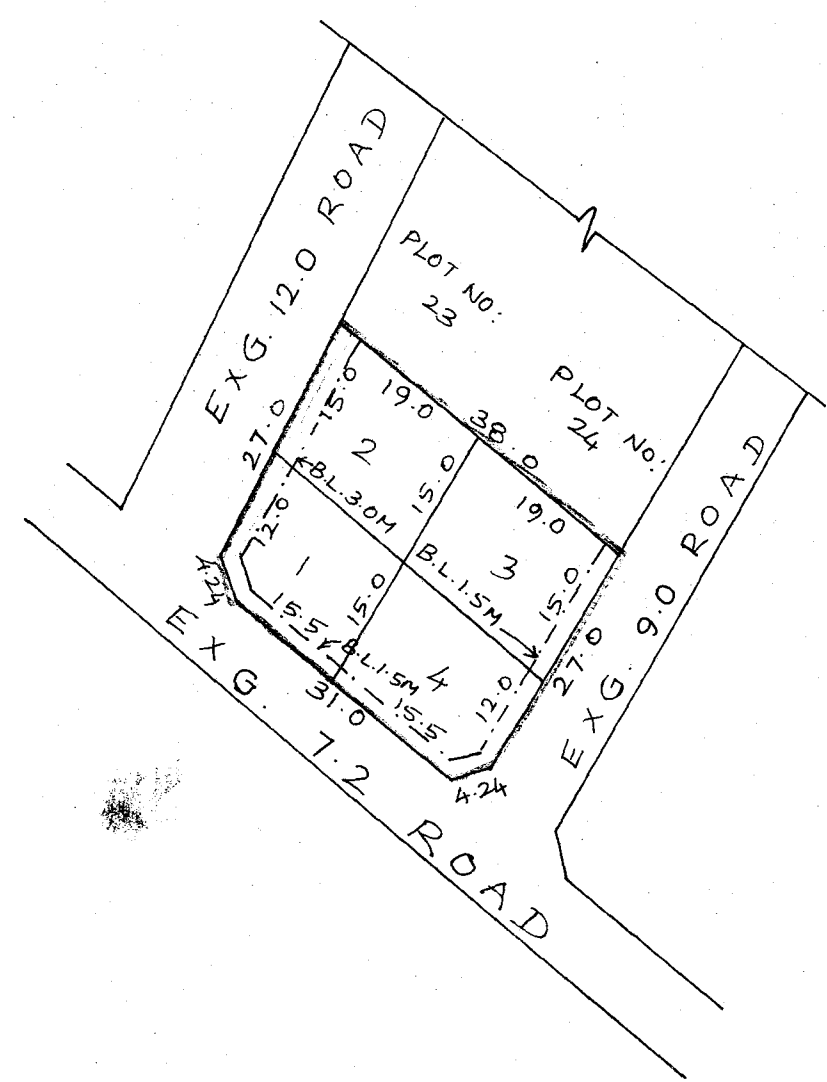 EXG. 12.0 ROAD
PLOT NO:
23
PLOT NO:
24
EXG. 9.0 ROAD
27.0
15.0
19.0
38.0
2
15.0
19.0
B.L.3.0M
12.0
B.L.1.5M
3
15.0
1
15.0
4.24
15.5
B.L.1.5M
4
12.0
27.0
31.0
15.5
4.24
EXG. 7.2 ROAD